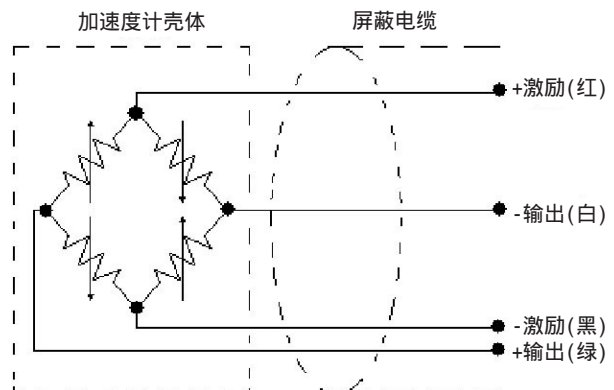 加速度计壳体
屏蔽电缆
+激励(红)
-输出(白)
-激励(黑)
+输出(绿)